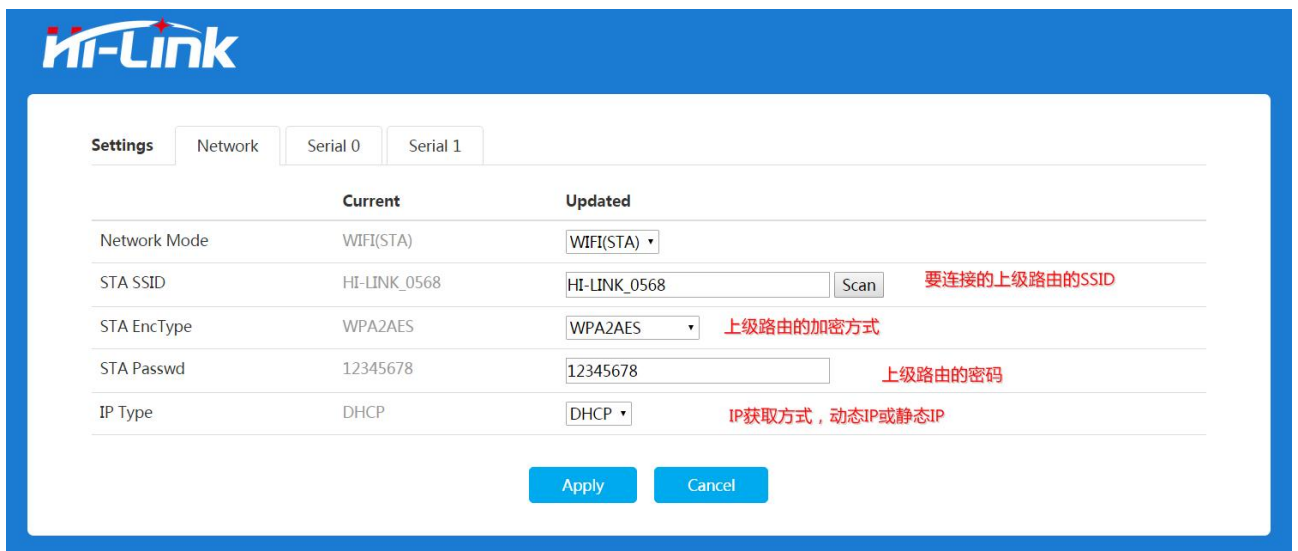 Hi-Link
Settings Network Serial 0 Serial 1
Current Updated
Network Mode WIFI(STA) WIFI(STA)
STA SSID HI-LINK_0568 HI-LINK_0568 Scan 要连接的上级路由的SSID
STA EncType WPA2AES WPA2AES 上级路由的加密方式
STA Passwd 12345678 12345678 上级路由的密码
IP Type DHCP DHCP IP获取方式，动态IP或静态IP
Apply Cancel